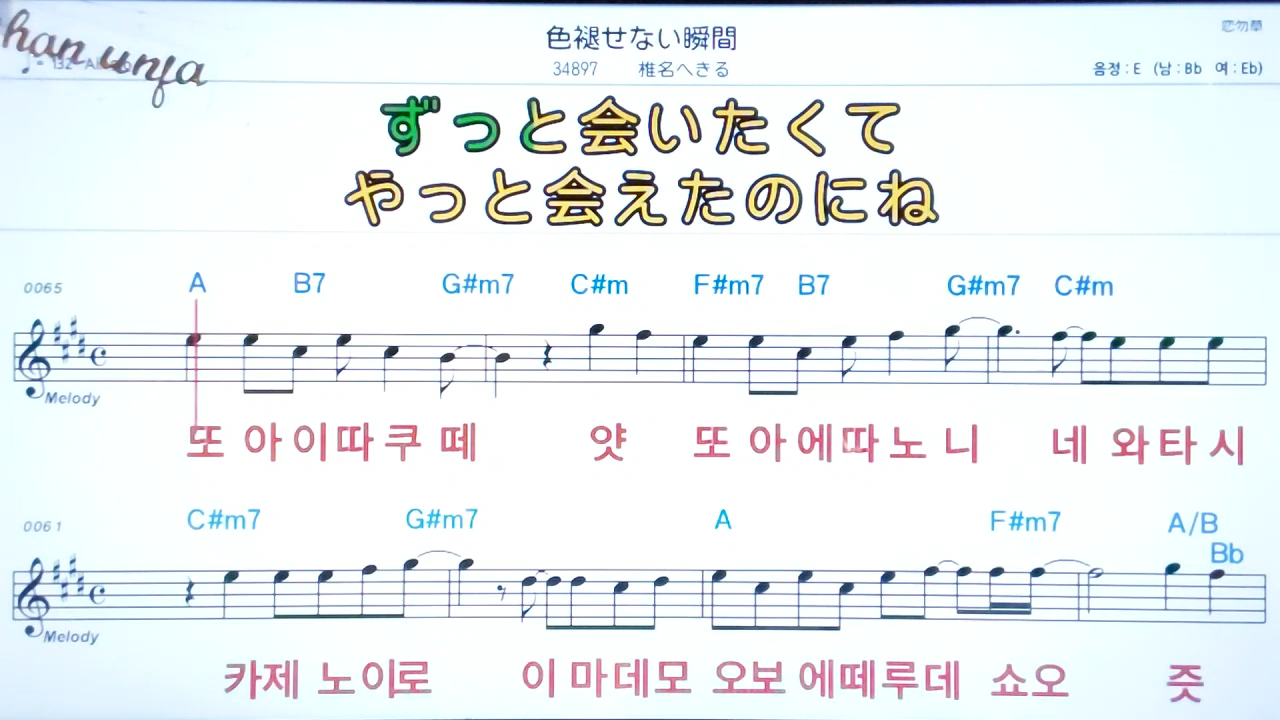 han unja
色褪せない瞬間
恋勿草
34897 椎名へきる
음정 : E (남 : Bb 여 : Eb)
ずっと会いたくて
やっと会えたのにね
0065 A B7 G#m7 C#m F#m7 B7 G#m7 C#m
Melody
또 아 이 따 쿠 떼 얏 또 아 에 따 노 니 네 와 타 시
0061 C#m7 G#m7 A F#m7 A/B
Bb
Melody
카 제 노 이 로 이 마 데 모 오 보 에 떼 루 데 쇼 오 즛